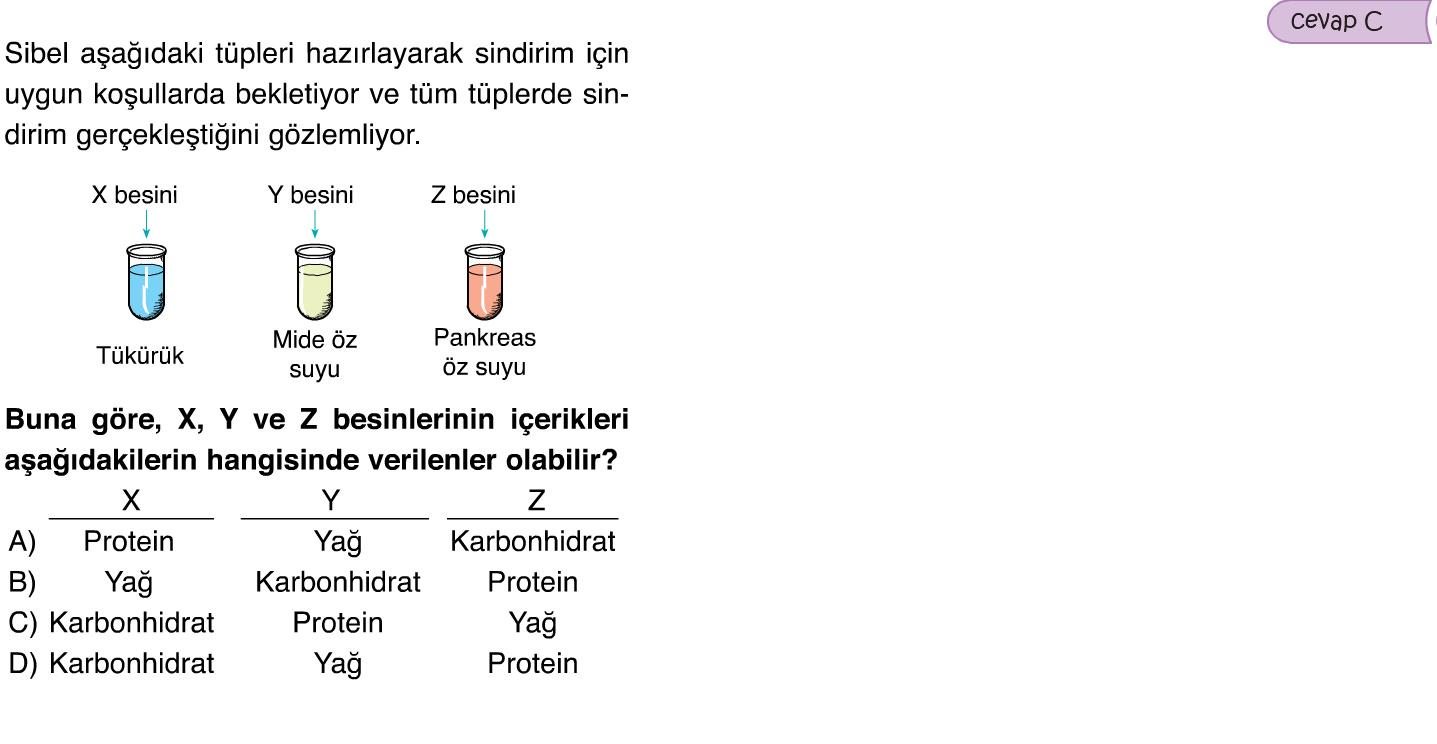 cevap C
Sibel aşağıdaki tüpleri hazırlayarak sindirim için
uygun koşullarda bekletiyor ve tüm tüplerde sin-
dirim gerçekleştiğini gözlemliyor.
X besini Y besini Z besini
Tükürük Mide öz Pankreas
suyu öz suyu
Buna göre, X, Y ve Z besinlerinin içerikleri
aşağıdakilerin hangisinde verilenler olabilir?
X Y Z
A) Protein Yağ Karbonhidrat
B) Yağ Karbonhidrat Protein
C) Karbonhidrat Protein Yağ
D) Karbonhidrat Yağ Protein